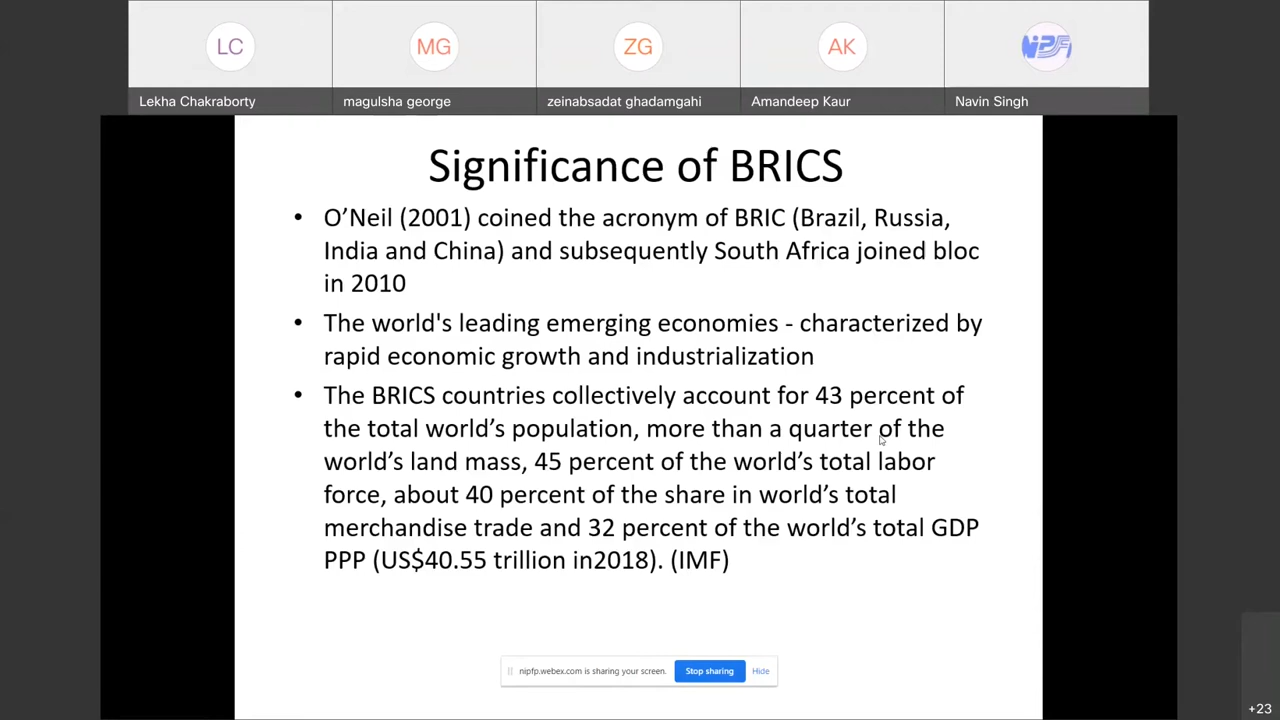 LC
MG
ZG
AK
NIPF
Lekha Chakraborty
magulsha george
zeinabsadat ghadamgahi
Amandeep Kaur
Navin Singh
Significance of BRICS
• O’Neil (2001) coined the acronym of BRIC (Brazil, Russia,
India and China) and subsequently South Africa joined bloc
in 2010
• The world's leading emerging economies - characterized by
rapid economic growth and industrialization
• The BRICS countries collectively account for 43 percent of
the total world’s population, more than a quarter of the
world’s land mass, 45 percent of the world’s total labor
force, about 40 percent of the share in world’s total
merchandise trade and 32 percent of the world’s total GDP
PPP (US$40.55 trillion in2018). (IMF)
nipfp.webex.com is sharing your screen.
Stop sharing
Hide
+23